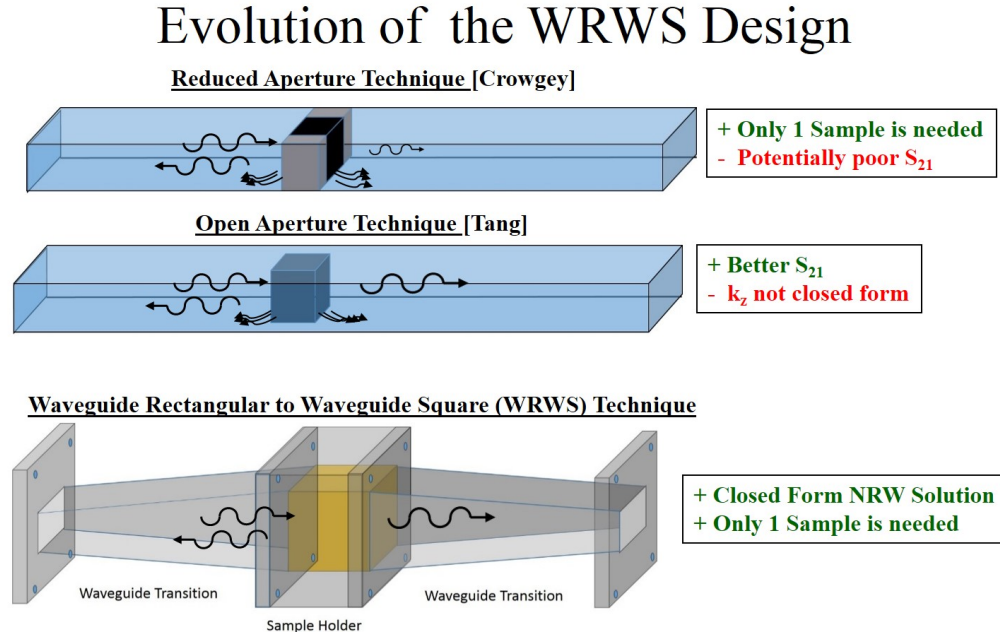 Evolution of the WRWS Design
Reduced Aperture Technique [Crowgey]
+ Only 1 Sample is needed
- Potentially poor S₂₁
Open Aperture Technique [Tang]
+ Better S₂₁
- k_z not closed form
Waveguide Rectangular to Waveguide Square (WRWS) Technique
+ Closed Form NRW Solution
+ Only 1 Sample is needed
Waveguide Transition
Waveguide Transition
Sample Holder